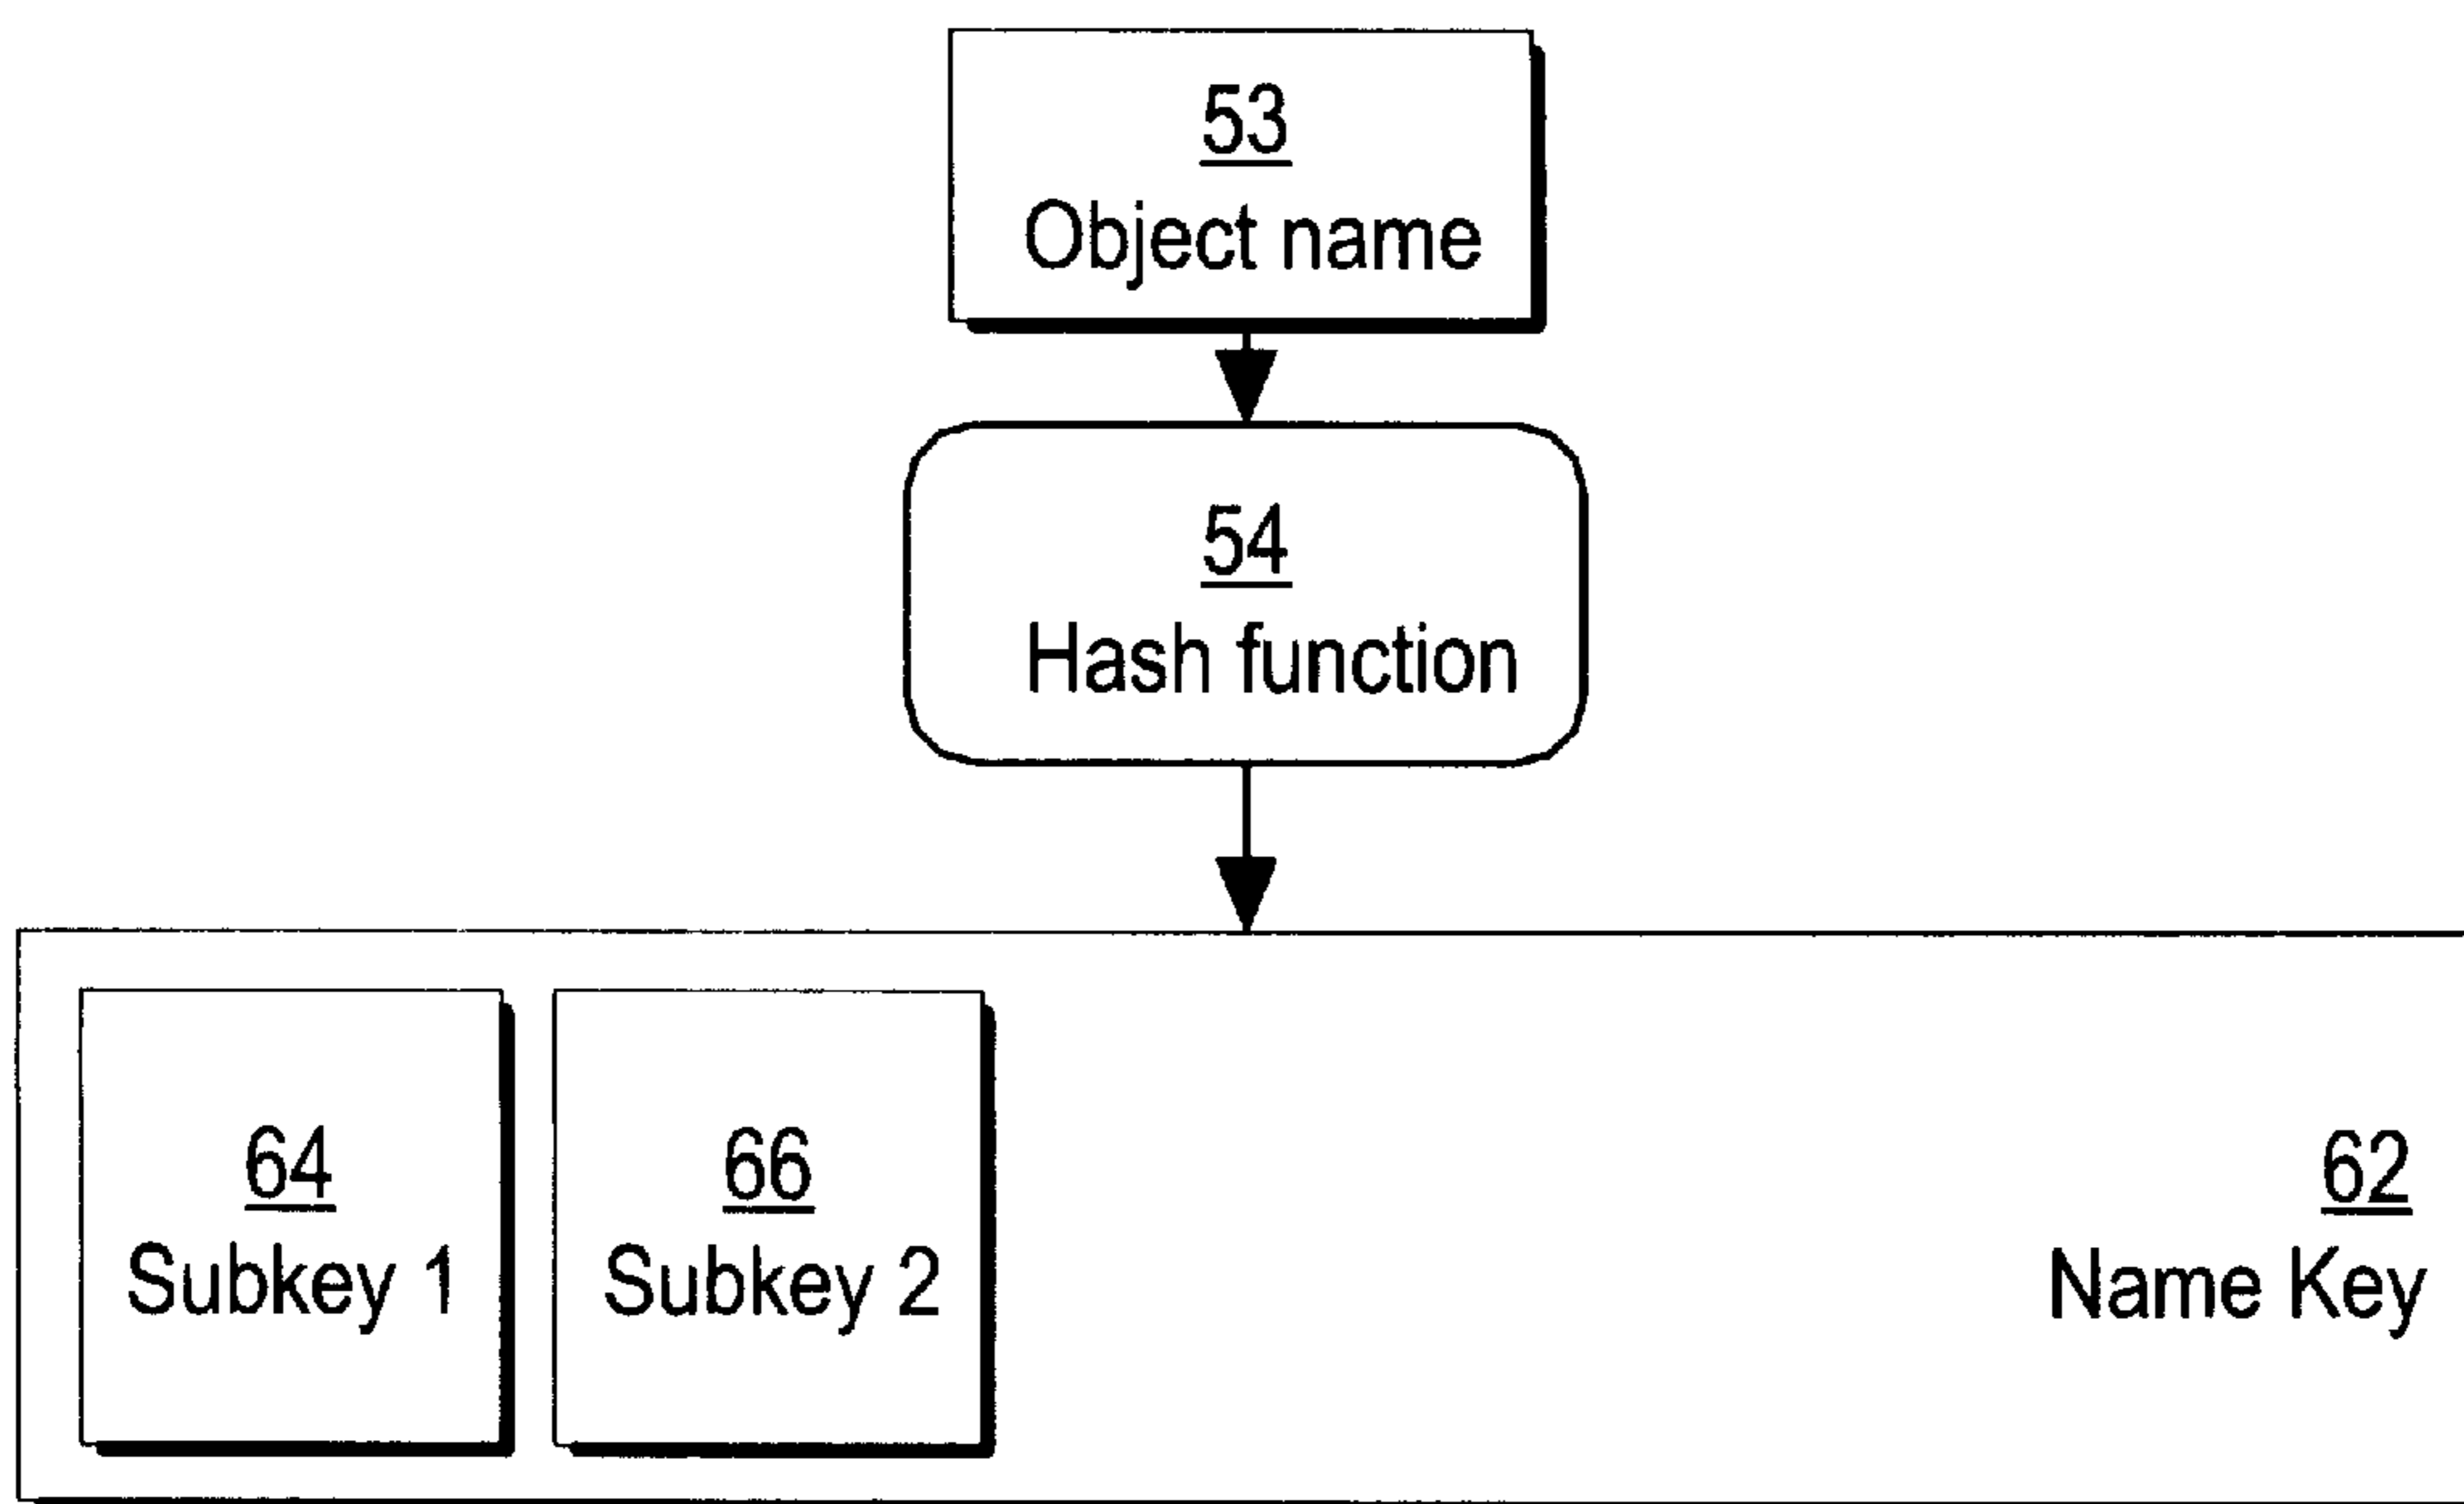 53
Object name
54
Hash function
64
Subkey 1
66
Subkey 2
62
Name Key